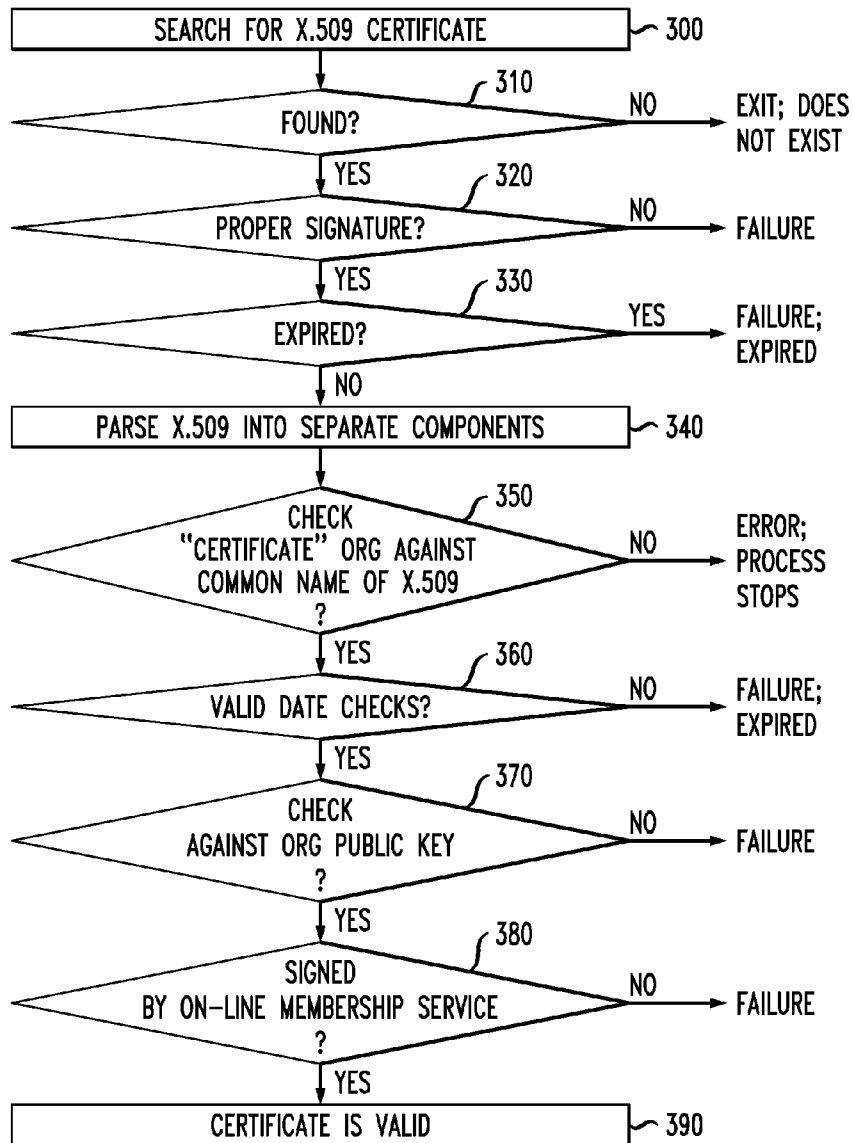 SEARCH FOR X.509 CERTIFICATE
300
310
FOUND?
NO
EXIT; DOES
NOT EXIST
YES
320
PROPER SIGNATURE?
NO
FAILURE
YES
330
EXPIRED?
YES
FAILURE;
EXPIRED
NO
PARSE X.509 INTO SEPARATE COMPONENTS
340
350
CHECK
"CERTIFICATE" ORG AGAINST
COMMON NAME OF X.509
?
NO
ERROR;
PROCESS
STOPS
YES
360
VALID DATE CHECKS?
NO
FAILURE;
EXPIRED
YES
370
CHECK
AGAINST ORG PUBLIC KEY
?
NO
FAILURE
YES
380
SIGNED
BY ON-LINE MEMBERSHIP SERVICE
?
NO
FAILURE
YES
CERTIFICATE IS VALID
390